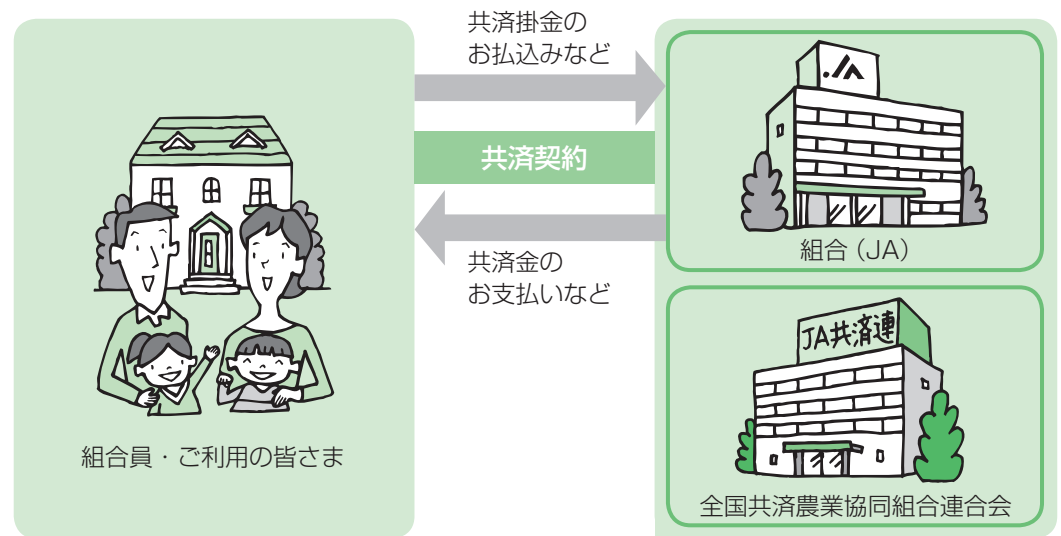 共済掛金の
お払込みなど
共済契約
共済金の
お支払いなど
組合員・ご利用の皆さま
JA
組合（JA）
JA共済連
全国共済農業協同組合連合会